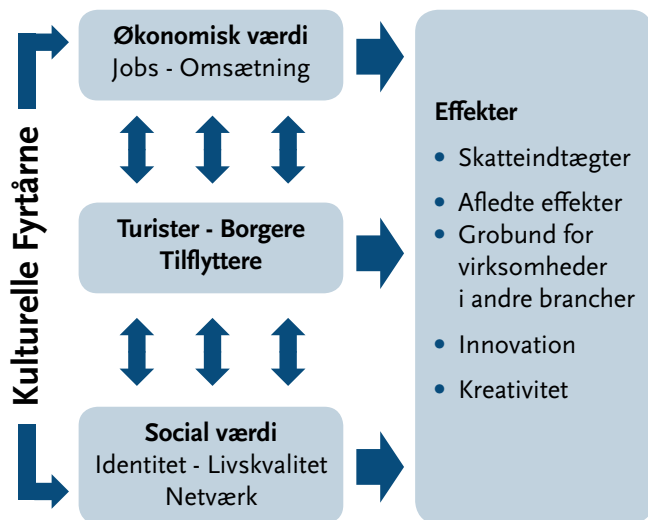 Kulturelle Fyrtårne
Økonomisk værdi
Jobs - Omsætning
Turister - Borgere
Tilflyttere
Social værdi
Identitet - Livskvalitet
Netværk
Effekter
• Skatteindtægter
• Afledte effekter
• Grobund for
virksomheder
i andre brancher
• Innovation
• Kreativitet